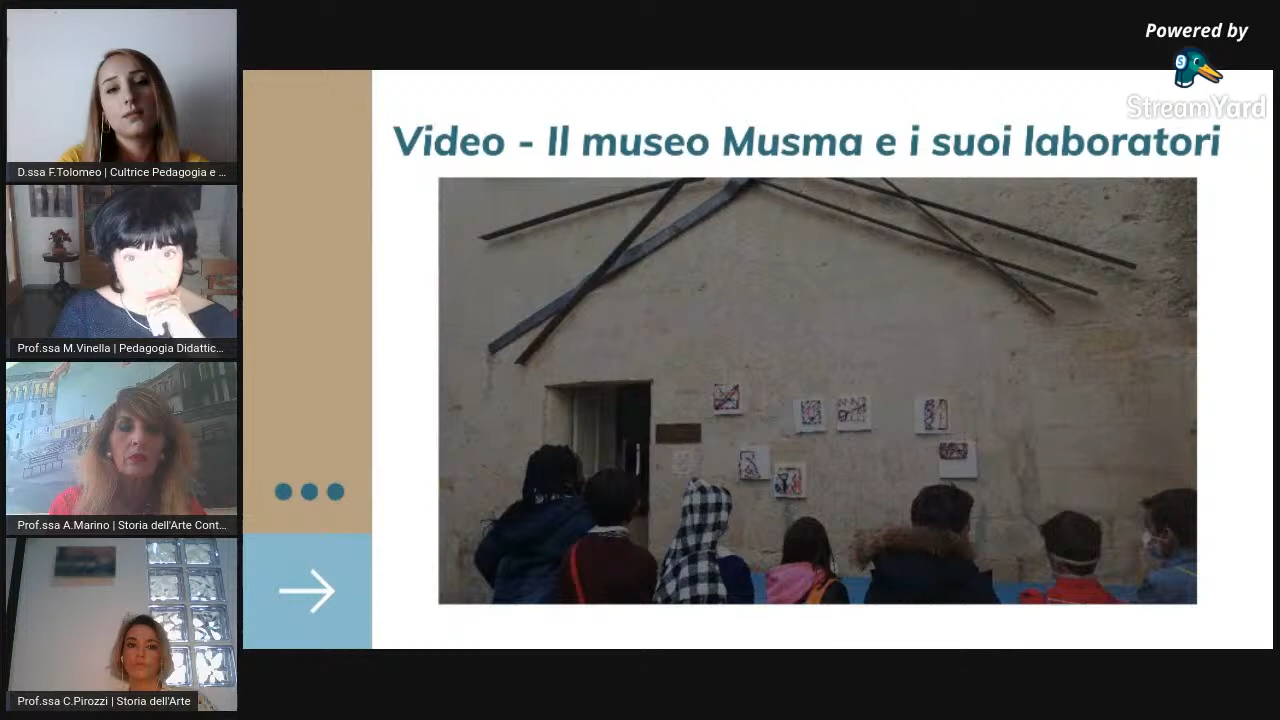 Powered by
StreamYard
D.ssa F.Tolomeo | Cultrice Pedagogia e ...
Prof.ssa M.Vinella | Pedagogia Didattic...
Prof.ssa A.Marino | Storia dell'Arte Cont...
Prof.ssa C.Pirozzi | Storia dell'Arte
Video - Il museo Musma e i suoi laboratori